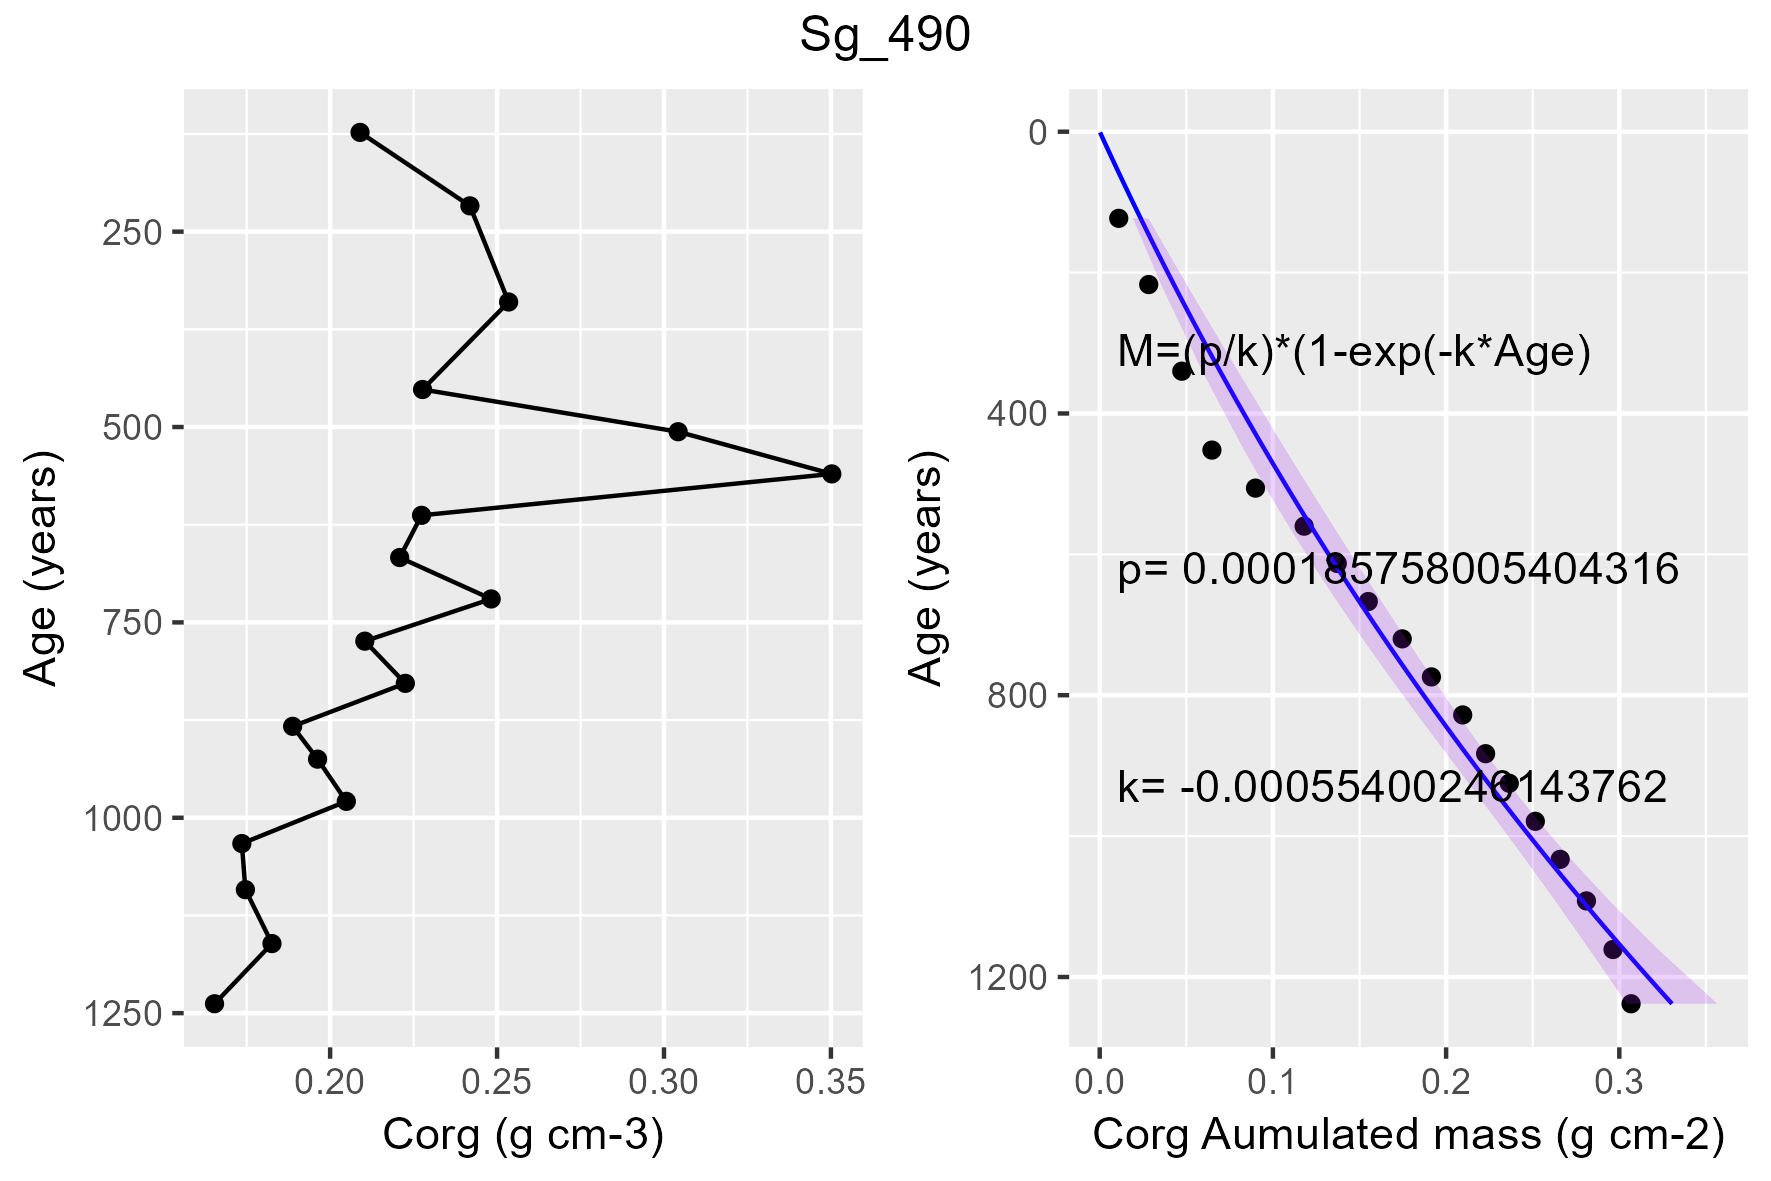 Sg_490
Age (years)
250
500
750
1000
1250
0.20 0.25 0.30 0.35
Corg (g cm-3)
Age (years)
0
400
800
1200
M=(p/k)*(1-exp(-k*Age)
p= 0.000185758005404316
k= -0.00055400246143762
0.0 0.1 0.2 0.3
Corg Aumulated mass (g cm-2)